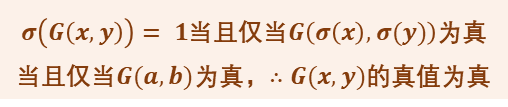 σ(G(x, y)) = 1当且仅当G(σ(x), σ(y))为真
当且仅当G(a, b)为真，∴ G(x, y)的真值为真